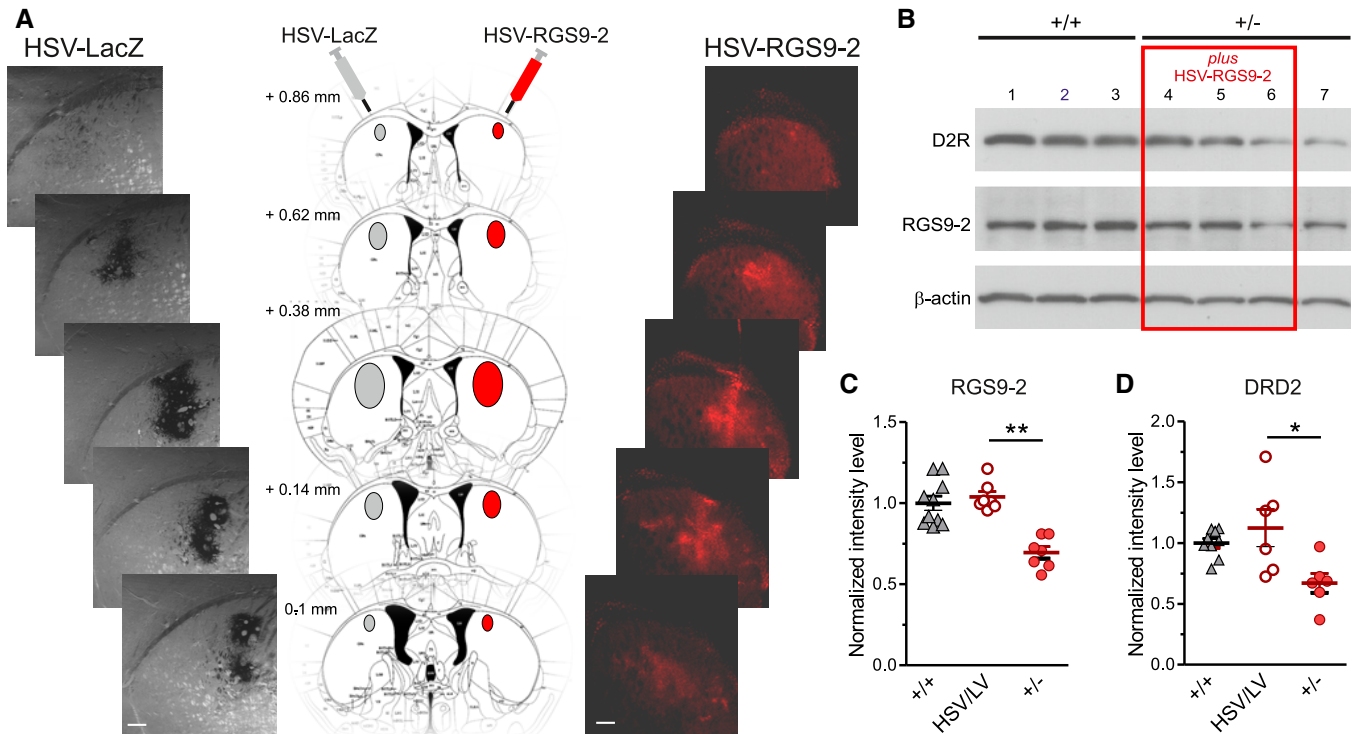 A
HSV-LacZ
HSV-LacZ
HSV-RGS9-2
HSV-RGS9-2
+ 0.86 mm
+ 0.62 mm
+ 0.38 mm
+ 0.14 mm
0-1 mm
B
+/+
+/-
plus
HSV-RGS9-2
1 2 3 4 5 6 7
D2R
RGS9-2
β-actin
C
RGS9-2
**
Normalized intensity level
1.5
1.0
0.5
0.0
+/+
HSV/LV
+/-
D
DRD2
*
Normalized intensity level
2.0
1.5
1.0
0.5
0.0
+/+
HSV/LV
+/-